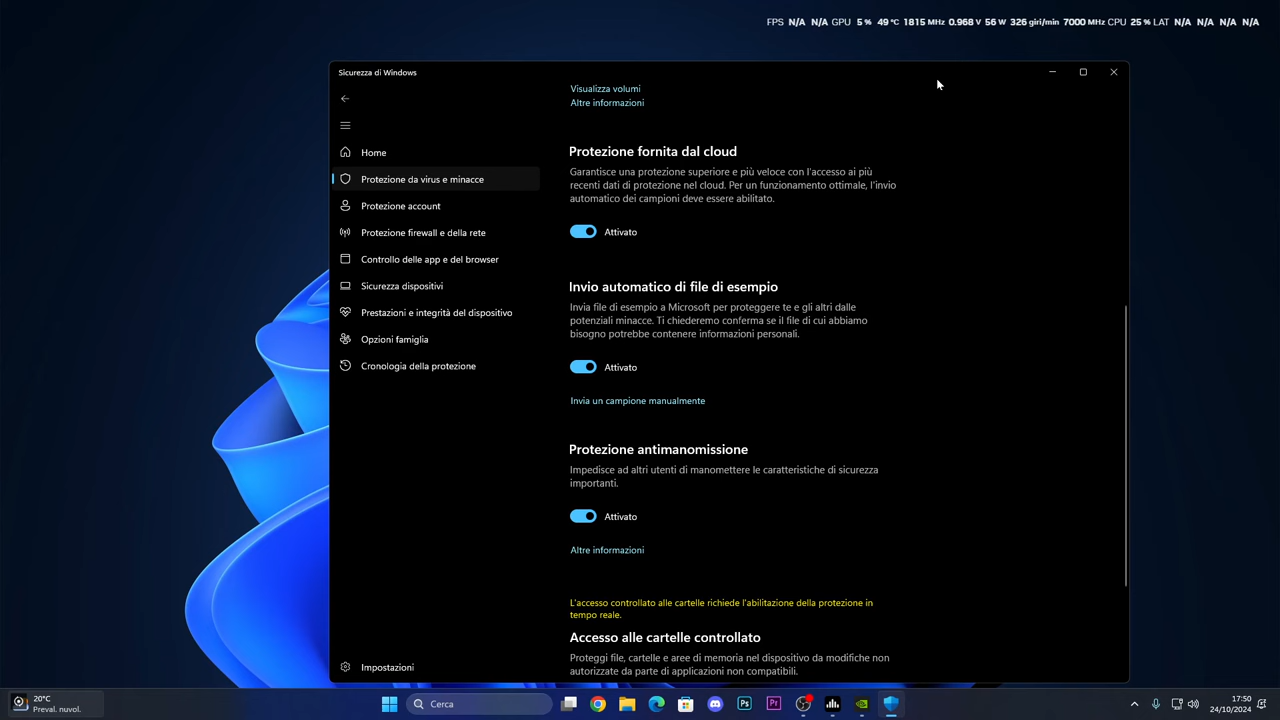 FPS N/A N/A GPU 5 % 49 °C 1815 MHz 0.968 V 56 W 326 giri/min 7000 MHz CPU 25 % LAT N/A N/A N/A N/A
Sicurezza di Windows
Visualizza volumi
Altre informazioni
Home
Protezione da virus e minacce
Protezione account
Protezione firewall e della rete
Controllo delle app e del browser
Sicurezza dispositivi
Prestazioni e integrità del dispositivo
Opzioni famiglia
Cronologia della protezione
Impostazioni
Protezione fornita dal cloud
Garantisce una protezione superiore e più veloce con l'accesso ai più
recenti dati di protezione nel cloud. Per un funzionamento ottimale, l'invio
automatico dei campioni deve essere abilitato.
Attivato
Invio automatico di file di esempio
Invia file di esempio a Microsoft per proteggere te e gli altri dalle
potenziali minacce. Ti chiederemo conferma se il file di cui abbiamo
bisogno potrebbe contenere informazioni personali.
Attivato
Invia un campione manualmente
Protezione antimanomissione
Impedisce ad altri utenti di manomettere le caratteristiche di sicurezza
importanti.
Attivato
Altre informazioni
L'accesso controllato alle cartelle richiede l'abilitazione della protezione in
tempo reale.
Accesso alle cartelle controllato
Proteggi file, cartelle e aree di memoria nel dispositivo da modifiche non
autorizzate da parte di applicazioni non compatibili.
20°C
Preval. nuvol.
Cerca
Ps
Pr
17:50
24/10/2024